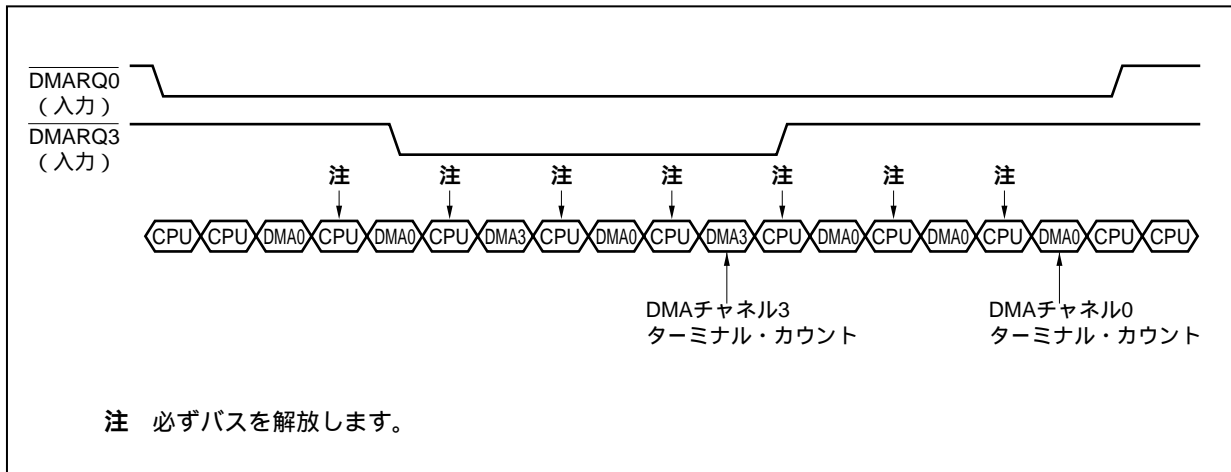 DMARQ0
（入力）
DMARQ3
（入力）
注 注 注 注 注 注 注
CPU CPU DMA0 CPU DMA0 CPU DMA3 CPU DMA0 CPU DMA3 CPU DMA0 CPU DMA0 CPU DMA0 CPU CPU
DMAチャネル3 DMAチャネル0
ターミナル・カウント ターミナル・カウント
注 必ずバスを解放します。